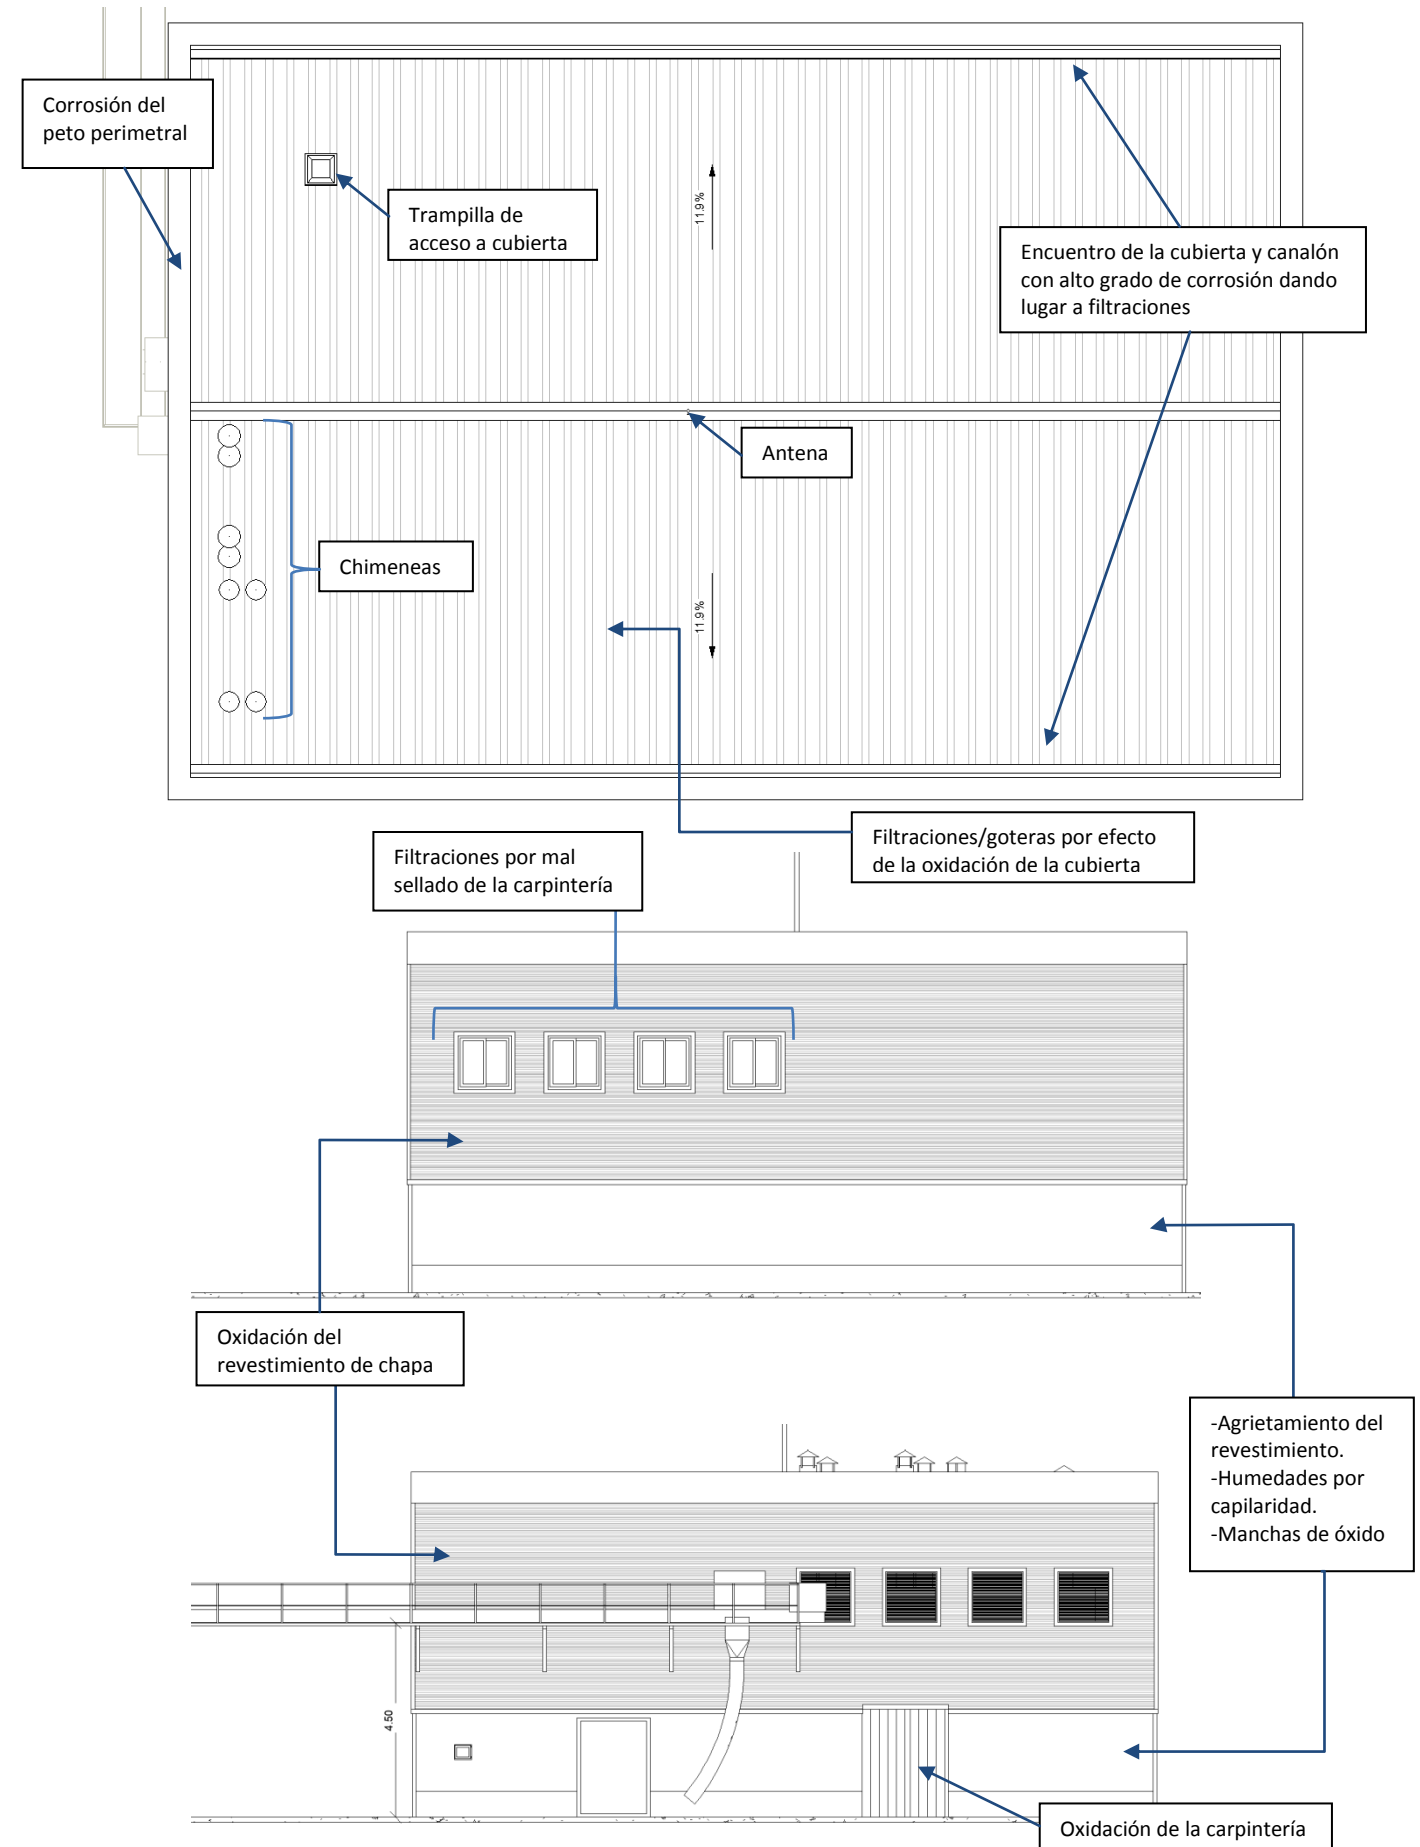 Corrosión del
peto perimetral
Trampilla de
acceso a cubierta
11.9%
Encuentro de la cubierta y canalón
con alto grado de corrosión dando
lugar a filtraciones
Antena
Chimeneas
11.9%
Filtraciones/goteras por efecto
de la oxidación de la cubierta
Filtraciones por mal
sellado de la carpintería
Oxidación del
revestimiento de chapa
-Agrietamiento del
revestimiento.
-Humedades por
capilaridad.
-Manchas de óxido
4.50
Oxidación de la carpintería